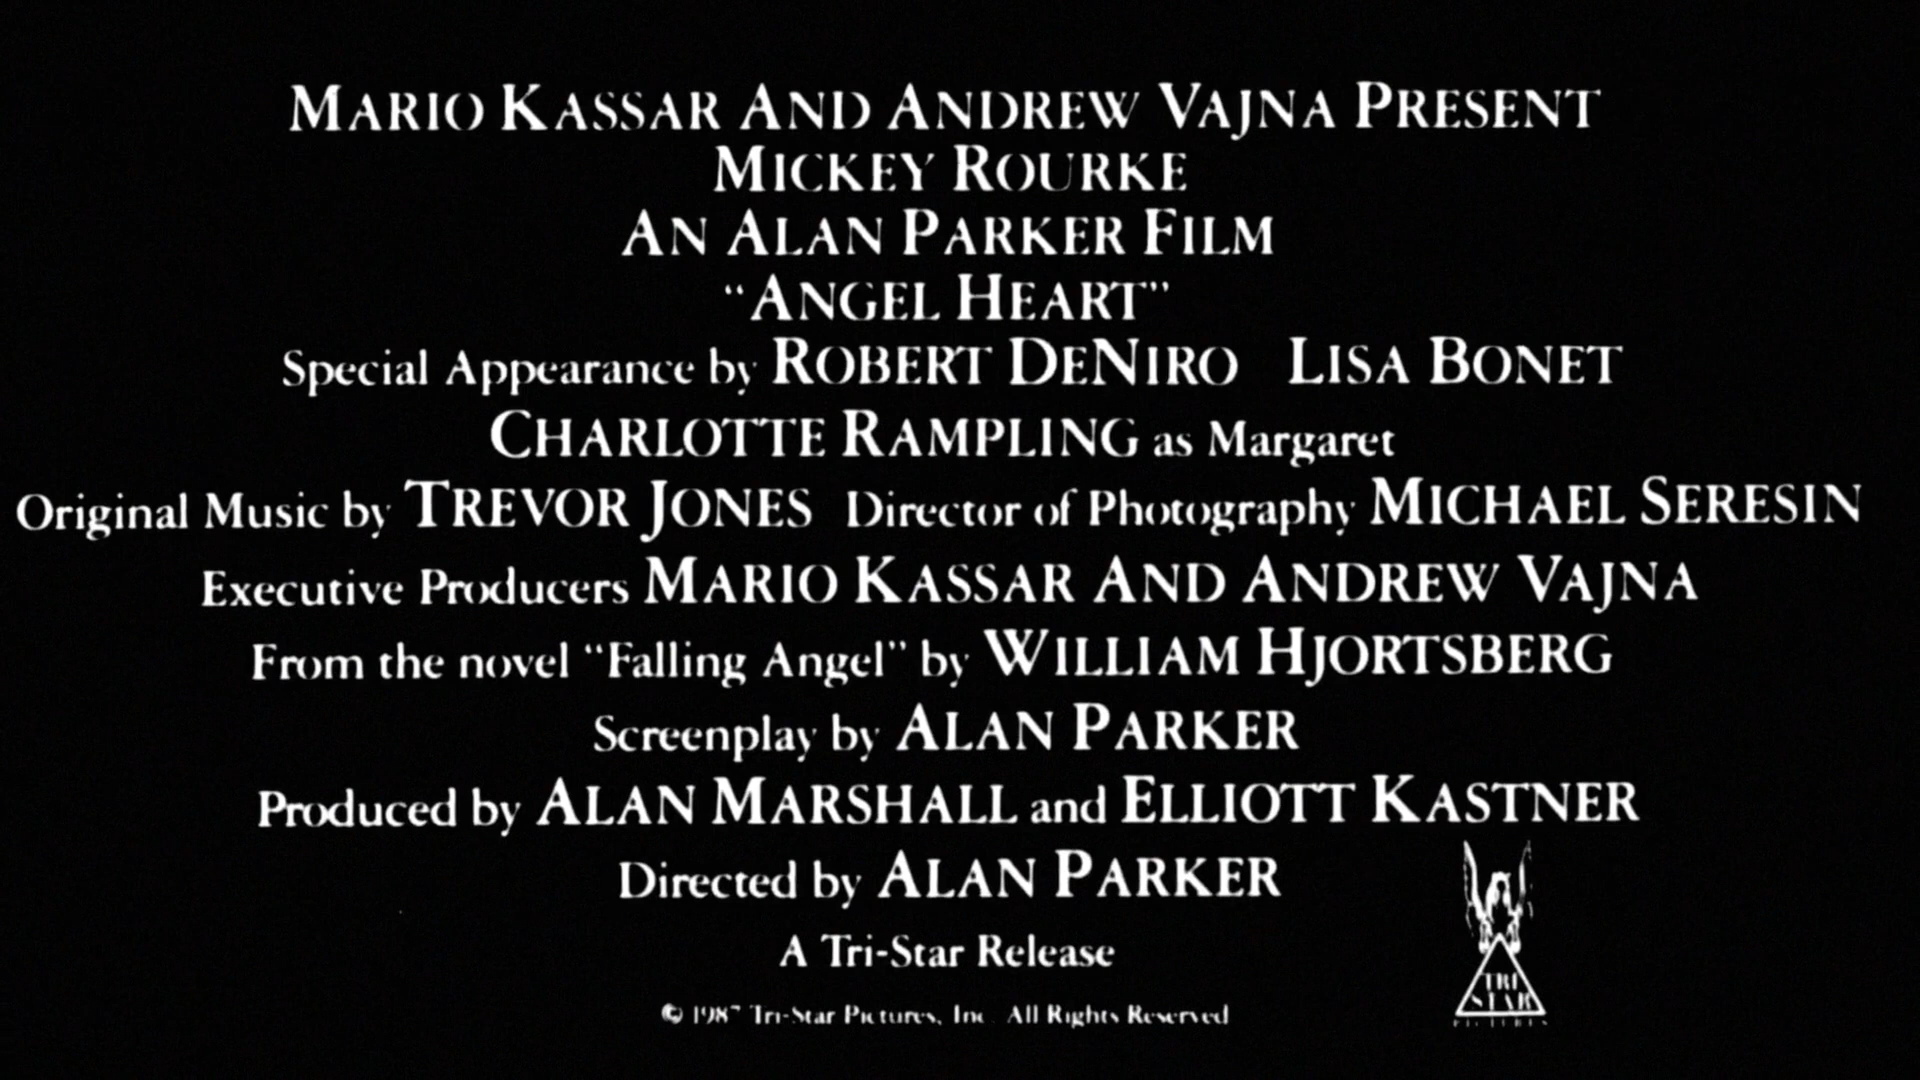 MARIO KASSAR AND ANDREW VAJNA PRESENT
MICKEY ROURKE
AN ALAN PARKER FILM
“ANGEL HEART”
Special Appearance by ROBERT DENIRO LISA BONET
CHARLOTTE RAMPLING as Margaret
Original Music by TREVOR JONES Director of Photography MICHAEL SERESIN
Executive Producers MARIO KASSAR AND ANDREW VAJNA
From the novel “Falling Angel” by WILLIAM HJORTSBERG
Screenplay by ALAN PARKER
Produced by ALAN MARSHALL and ELLIOTT KASTNER
Directed by ALAN PARKER
A Tri-Star Release
© 1987 Tri-Star Pictures, Inc. All Rights Reserved
TRI
STAR
PICTURES